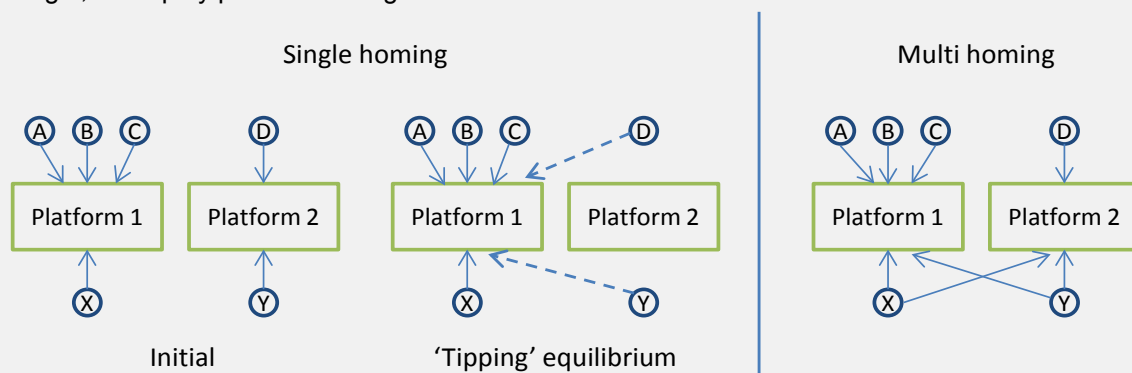 Single homing
Multi homing
A B C D A B C D A B C D
Platform 1 Platform 2 Platform 1 Platform 2 Platform 1 Platform 2
X Y X Y X Y
Initial 'Tipping' equilibrium